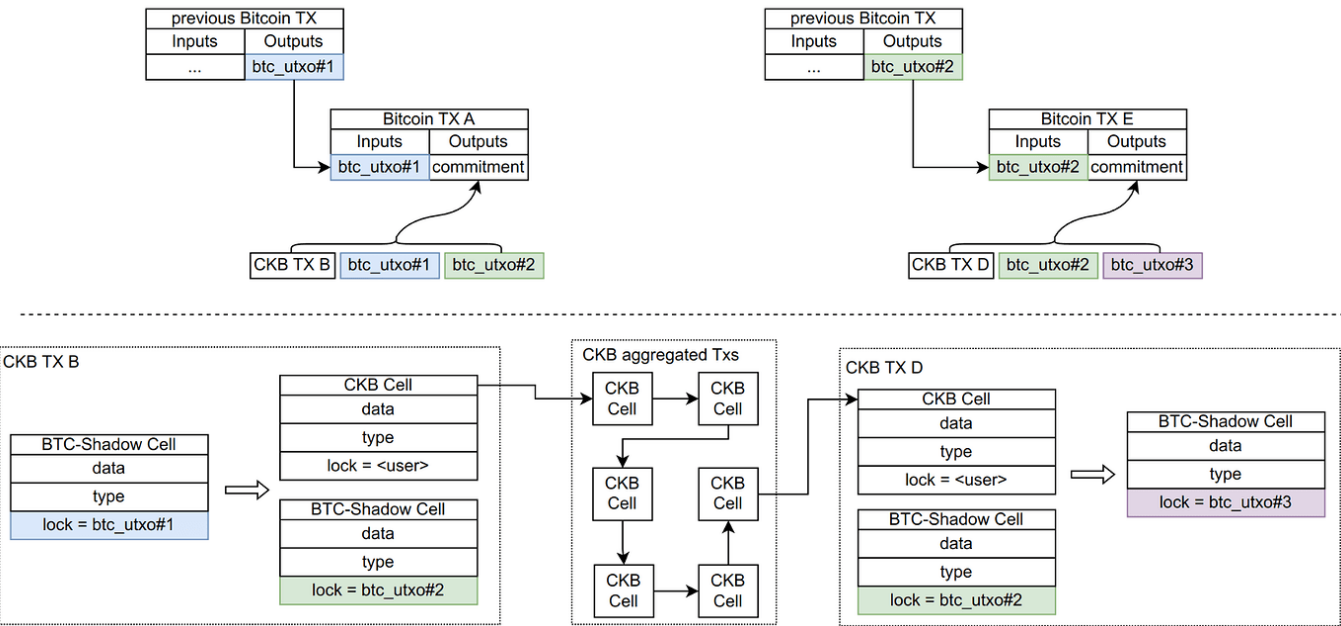 previous Bitcoin TX
Inputs Outputs
... btc_utxo#1
Bitcoin TX A
Inputs Outputs
btc_utxo#1 commitment
CKB TX B btc_utxo#1 btc_utxo#2
previous Bitcoin TX
Inputs Outputs
... btc_utxo#2
Bitcoin TX E
Inputs Outputs
btc_utxo#2 commitment
CKB TX D btc_utxo#2 btc_utxo#3
CKB TX B
BTC-Shadow Cell
data
type
lock = btc_utxo#1
CKB Cell
data
type
lock = <user>
BTC-Shadow Cell
data
type
lock = btc_utxo#2
CKB aggregated Txs
CKB
Cell
CKB
Cell
CKB
Cell
CKB
Cell
CKB
Cell
CKB
Cell
CKB TX D
CKB Cell
data
type
lock = <user>
BTC-Shadow Cell
data
type
lock = btc_utxo#2
BTC-Shadow Cell
data
type
lock = btc_utxo#3